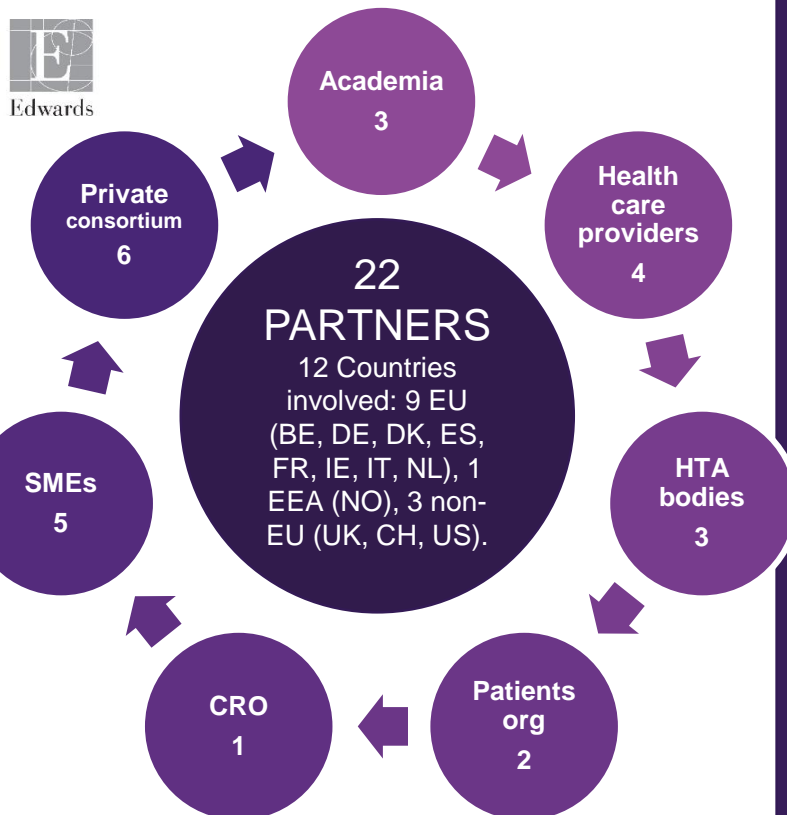 E
Edwards
Academia
3
Health
care
providers
4
HTA
bodies
3
Patients
org
2
CRO
1
SMEs
5
Private
consortium
6
22
PARTNERS
12 Countries
involved: 9 EU
(BE, DE, DK, ES,
FR, IE, IT, NL), 1
EEA (NO), 3 non-
EU (UK, CH, US).